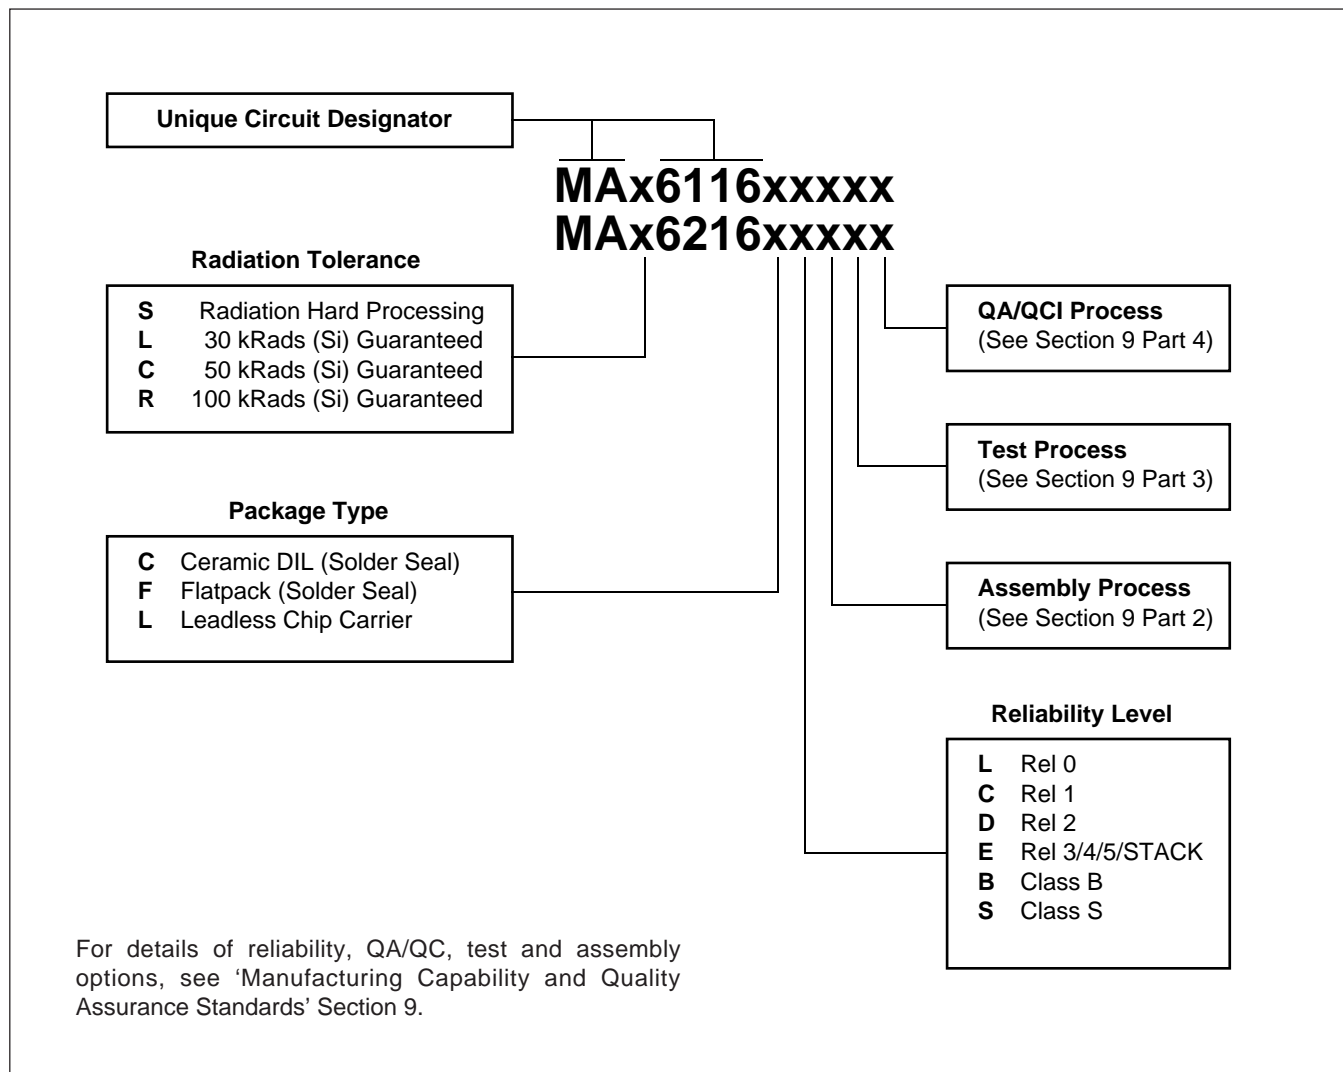 Unique Circuit Designator
MAx6116xxxxx
MAx6216xxxxx
Radiation Tolerance
S Radiation Hard Processing
L 30 kRads (Si) Guaranteed
C 50 kRads (Si) Guaranteed
R 100 kRads (Si) Guaranteed
Package Type
C Ceramic DIL (Solder Seal)
F Flatpack (Solder Seal)
L Leadless Chip Carrier
QA/QCI Process
(See Section 9 Part 4)
Test Process
(See Section 9 Part 3)
Assembly Process
(See Section 9 Part 2)
Reliability Level
L Rel 0
C Rel 1
D Rel 2
E Rel 3/4/5/STACK
B Class B
S Class S
For details of reliability, QA/QC, test and assembly
options, see ‘Manufacturing Capability and Quality
Assurance Standards’ Section 9.